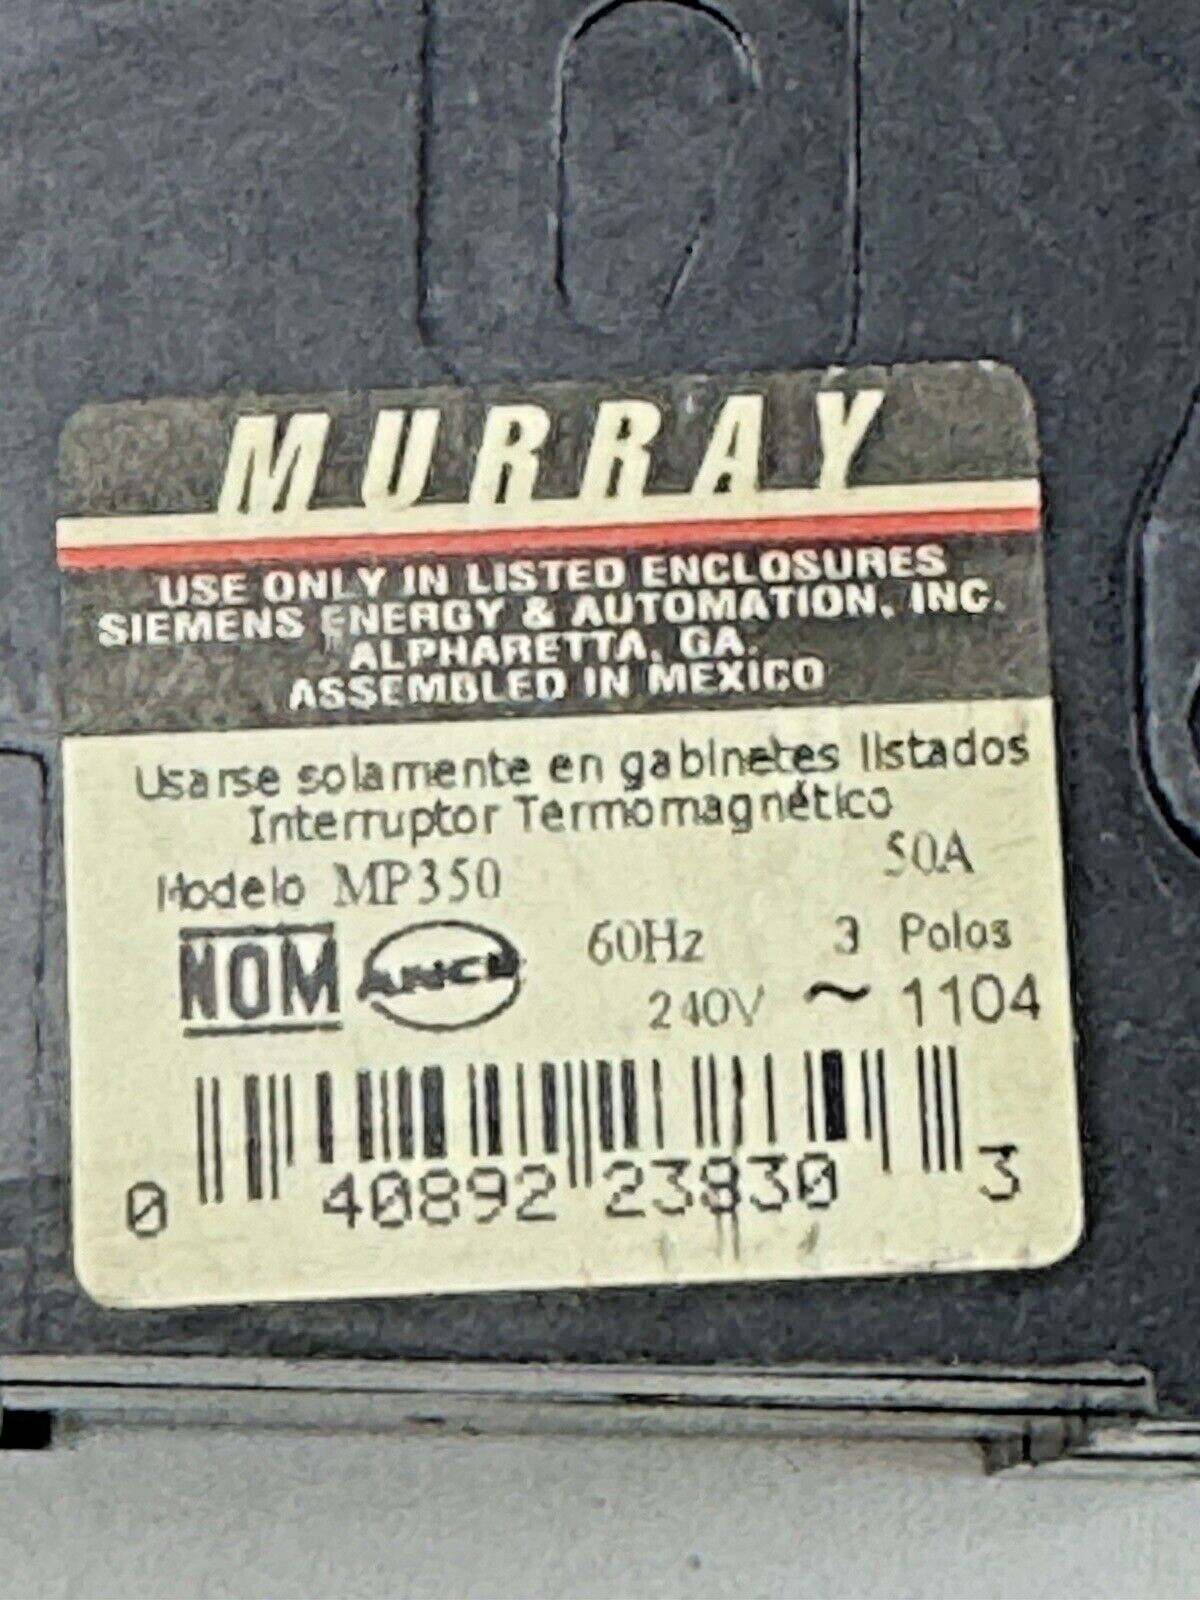 MURRAY
USE ONLY IN LISTED ENCLOSURES
SIEMENS ENERGY & AUTOMATION, INC.
ALPHARETTA, GA.
ASSEMBLED IN MEXICO
Usarse solamente en gabinetes listados
Interruptor Termomagnético
Modelo MP350 50A
NOM ANCE 60Hz 3 Polos
240V ~ 1104
0 40892 23930 3